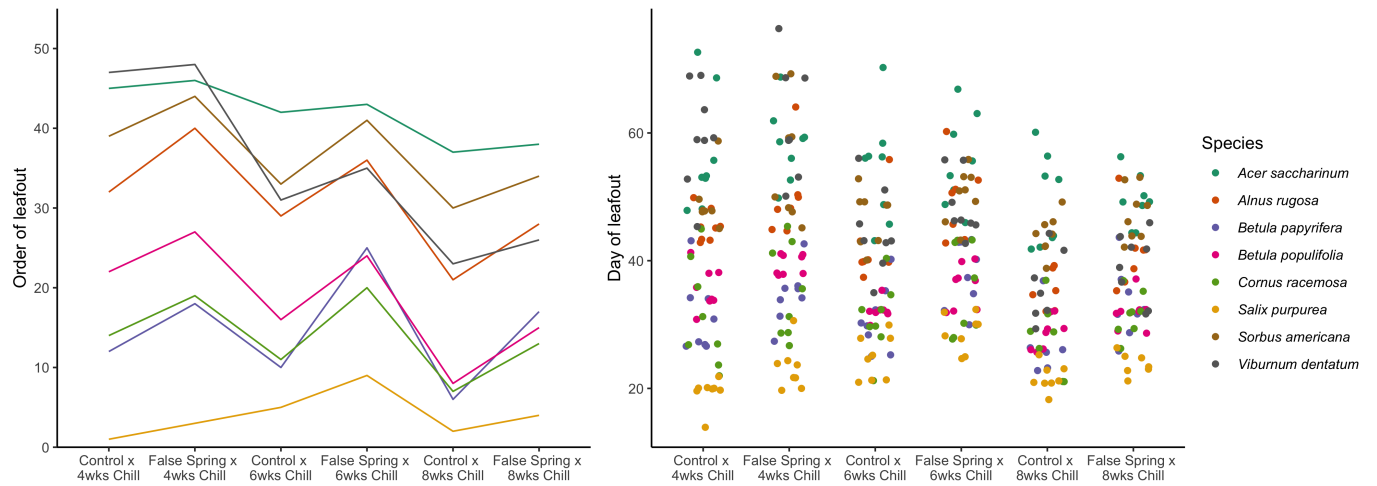 Order of leafout
50
40
30
20
10
0
Control x
4wks Chill
False Spring x
4wks Chill
Control x
6wks Chill
False Spring x
6wks Chill
Control x
8wks Chill
False Spring x
8wks Chill
Day of leafout
60
40
20
Control x
4wks Chill
False Spring x
4wks Chill
Control x
6wks Chill
False Spring x
6wks Chill
Control x
8wks Chill
False Spring x
8wks Chill
Species
Acer saccharinum
Alnus rugosa
Betula papyrifera
Betula populifolia
Cornus racemosa
Salix purpurea
Sorbus americana
Viburnum dentatum